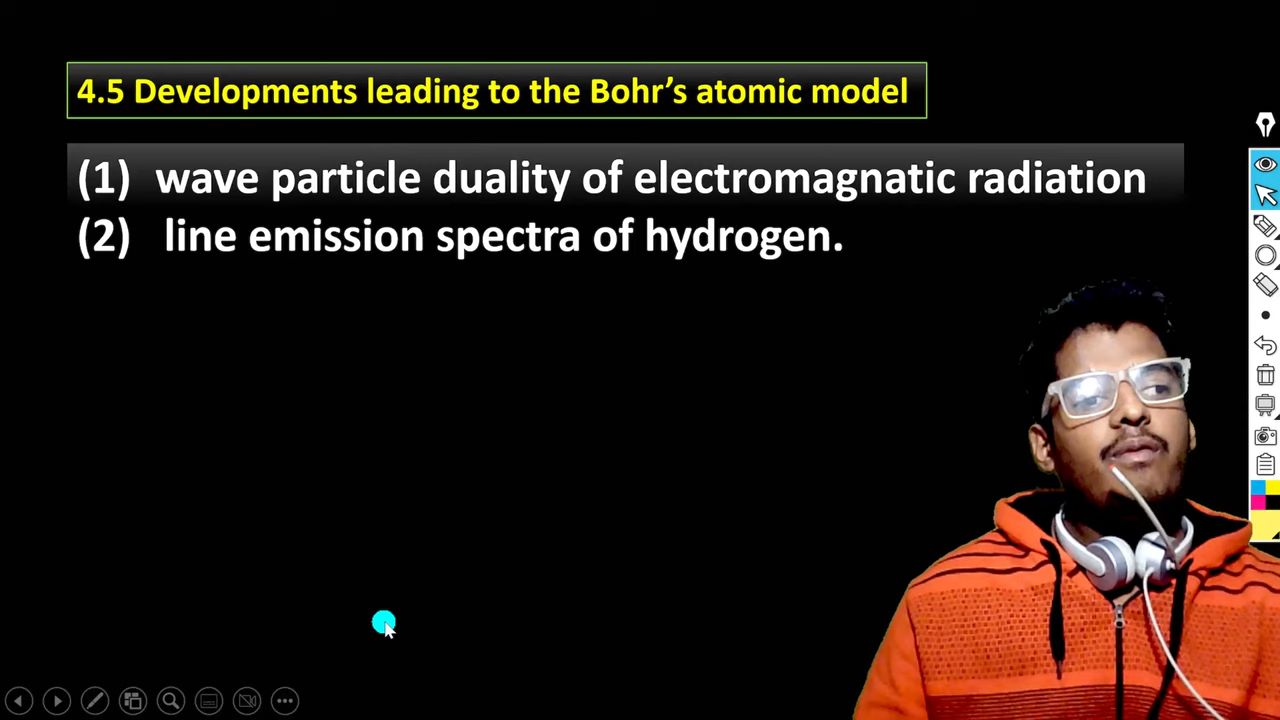 4.5 Developments leading to the Bohr’s atomic model
(1) wave particle duality of electromagnatic radiation
(2) line emission spectra of hydrogen.